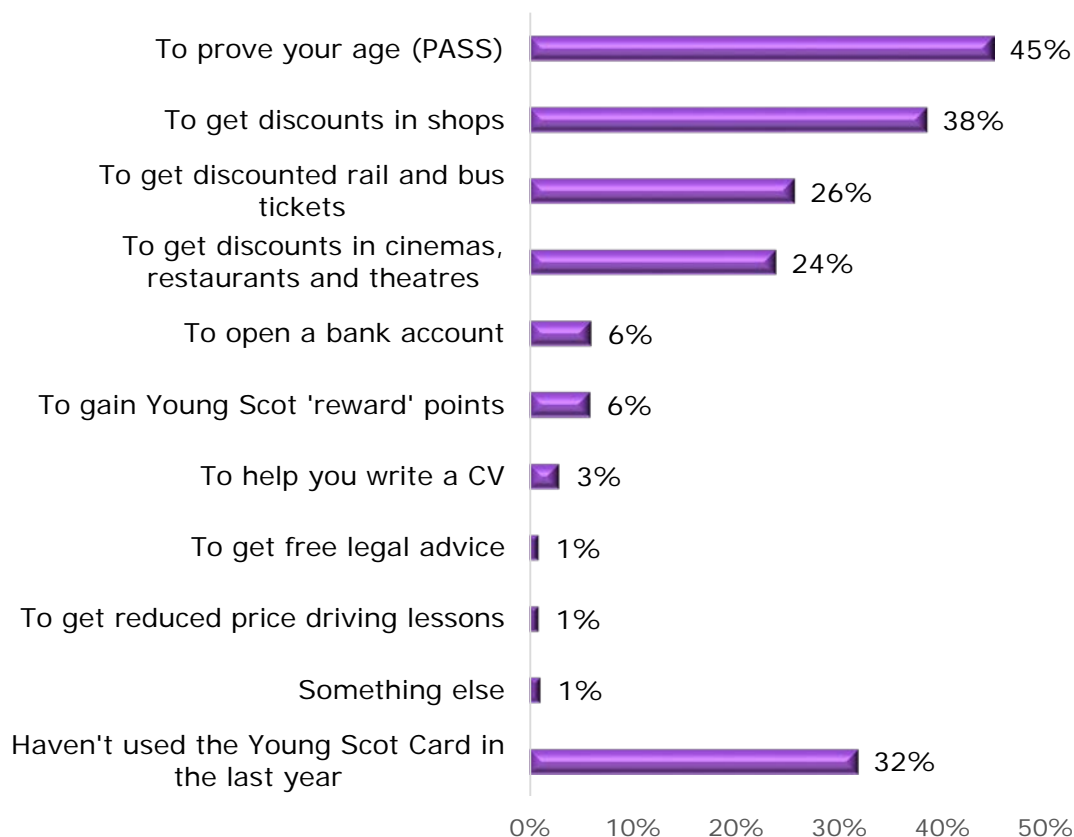 To prove your age (PASS)
45%
To get discounts in shops
38%
To get discounted rail and bus
tickets
26%
To get discounts in cinemas,
restaurants and theatres
24%
To open a bank account
6%
To gain Young Scot 'reward' points
6%
To help you write a CV
3%
To get free legal advice
1%
To get reduced price driving lessons
1%
Something else
1%
Haven't used the Young Scot Card in
the last year
32%
0% 10% 20% 30% 40% 50%